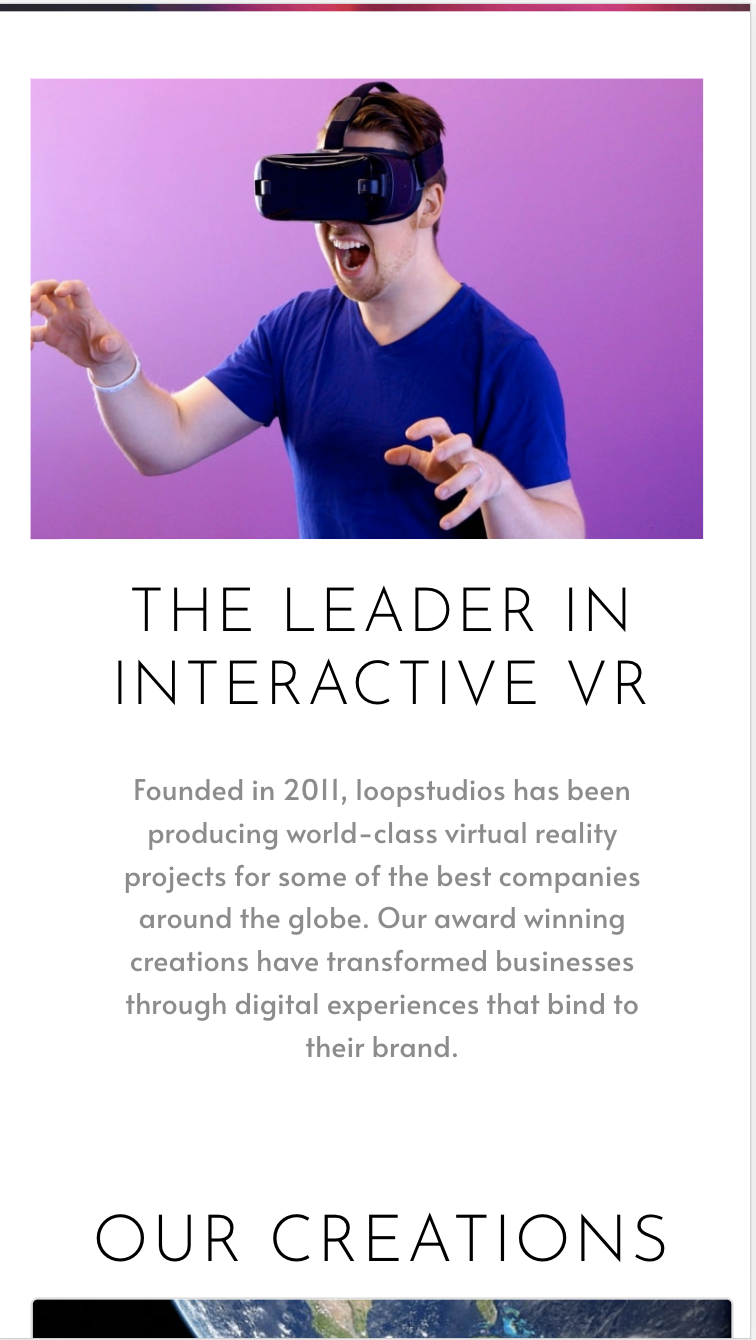 THE LEADER IN
INTERACTIVE VR
Founded in 2011, loopstudios has been
producing world-class virtual reality
projects for some of the best companies
around the globe. Our award winning
creations have transformed businesses
through digital experiences that bind to
their brand.
OUR CREATIONS